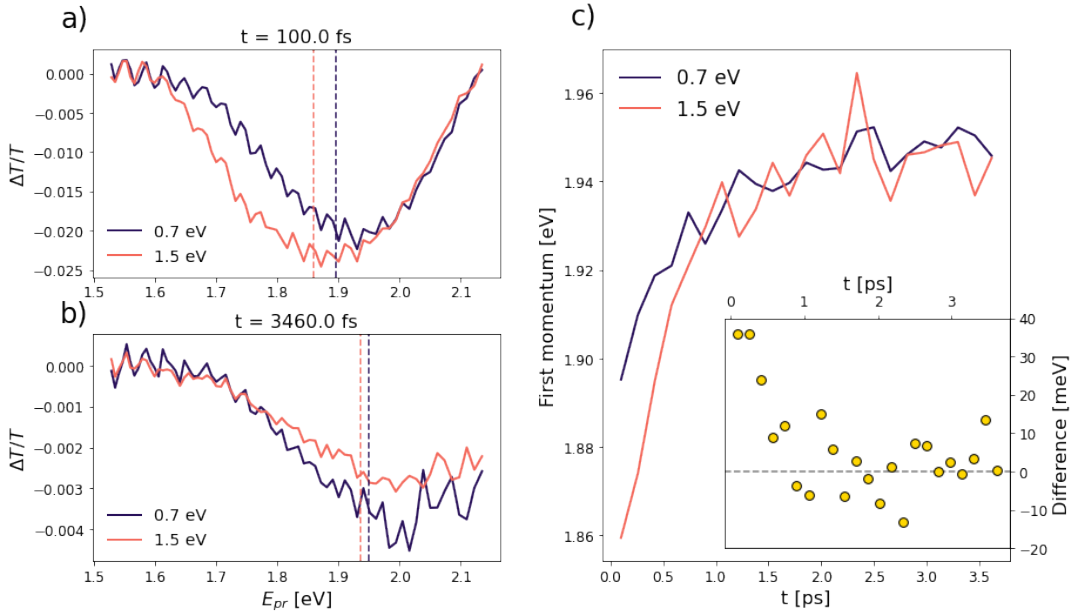 a)
t = 100.0 fs
0.000
−0.005
−0.010
−0.015
−0.020
−0.025
ΔT/T
0.7 eV
1.5 eV
1.5 1.6 1.7 1.8 1.9 2.0 2.1
b)
t = 3460.0 fs
0.000
−0.001
−0.002
−0.003
−0.004
ΔT/T
0.7 eV
1.5 eV
1.5 1.6 1.7 1.8 1.9 2.0 2.1
E_pr [eV]
c)
1.96
1.94
1.92
1.90
1.88
1.86
First momentum [eV]
0.7 eV
1.5 eV
t [ps]
0 1 2 3
40
30
20
10
0
−10
−20
Difference [meV]
0.0 0.5 1.0 1.5 2.0 2.5 3.0 3.5
t [ps]